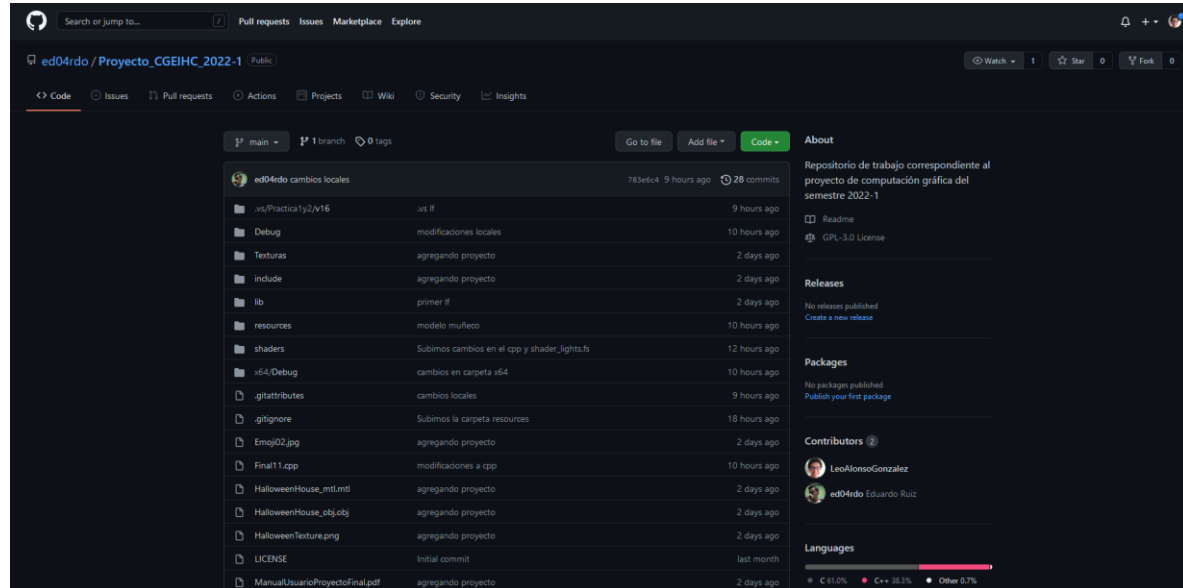 Search or jump to... / Pull requests Issues Marketplace Explore
ed04rdo / Proyecto_CGEIHC_2022-1 Public
Watch 1 Star 0 Fork 0
<> Code Issues Pull requests Actions Projects Wiki Security Insights
main 1 branch 0 tags Go to file Add file Code
ed04rdo cambios locales 783e6c4 9 hours ago 28 commits
.vs/Practica1y2/v16 .vs lf 9 hours ago
Debug modificaciones locales 10 hours ago
Texturas agregando proyecto 2 days ago
include agregando proyecto 2 days ago
lib primer lf 2 days ago
resources modelo muñeco 10 hours ago
shaders Subimos cambios en el cpp y shader_lights.fs 12 hours ago
x64/Debug cambios en carpeta x64 10 hours ago
.gitattributes cambios locales 9 hours ago
.gitignore Subimos la carpeta resources 18 hours ago
Emoji02.jpg agregando proyecto 2 days ago
Final11.cpp modificaciones a cpp 10 hours ago
HalloweenHouse_mtl.mtl agregando proyecto 2 days ago
HalloweenHouse_obj.obj agregando proyecto 2 days ago
HalloweenTexture.png agregando proyecto 2 days ago
LICENSE Initial commit last month
ManualUsuarioProyectoFinal.pdf agregando proyecto 2 days ago
About
Repositorio de trabajo correspondiente al
proyecto de computación gráfica del
semestre 2022-1
Readme
GPL-3.0 License
Releases
No releases published
Create a new release
Packages
No packages published
Publish your first package
Contributors 2
LeoAlonsoGonzalez
ed04rdo Eduardo Ruiz
Languages
C 61.0% C++ 38.3% Other 0.7%